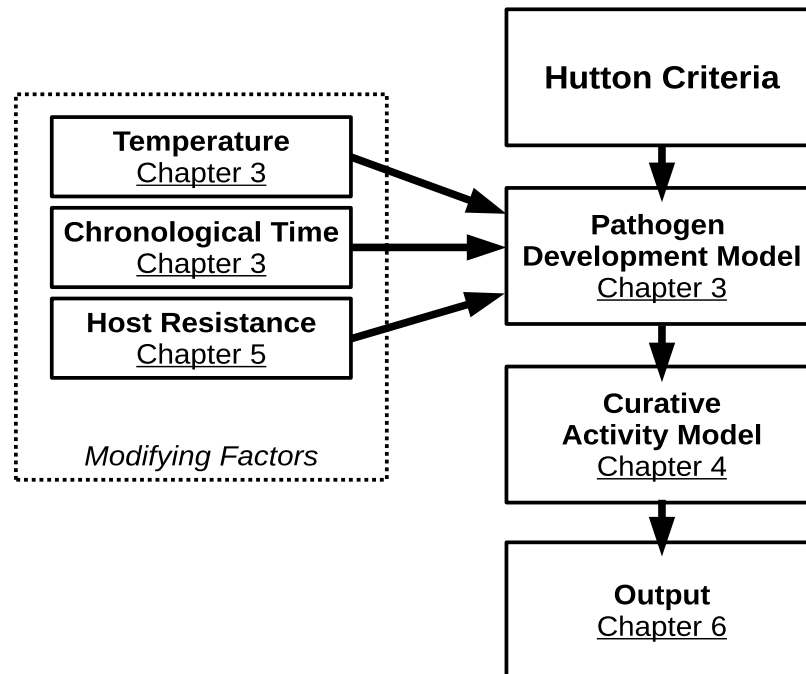 Hutton Criteria
Temperature
Chapter 3
Chronological Time
Chapter 3
Host Resistance
Chapter 5
Modifying Factors
Pathogen
Development Model
Chapter 3
Curative
Activity Model
Chapter 4
Output
Chapter 6